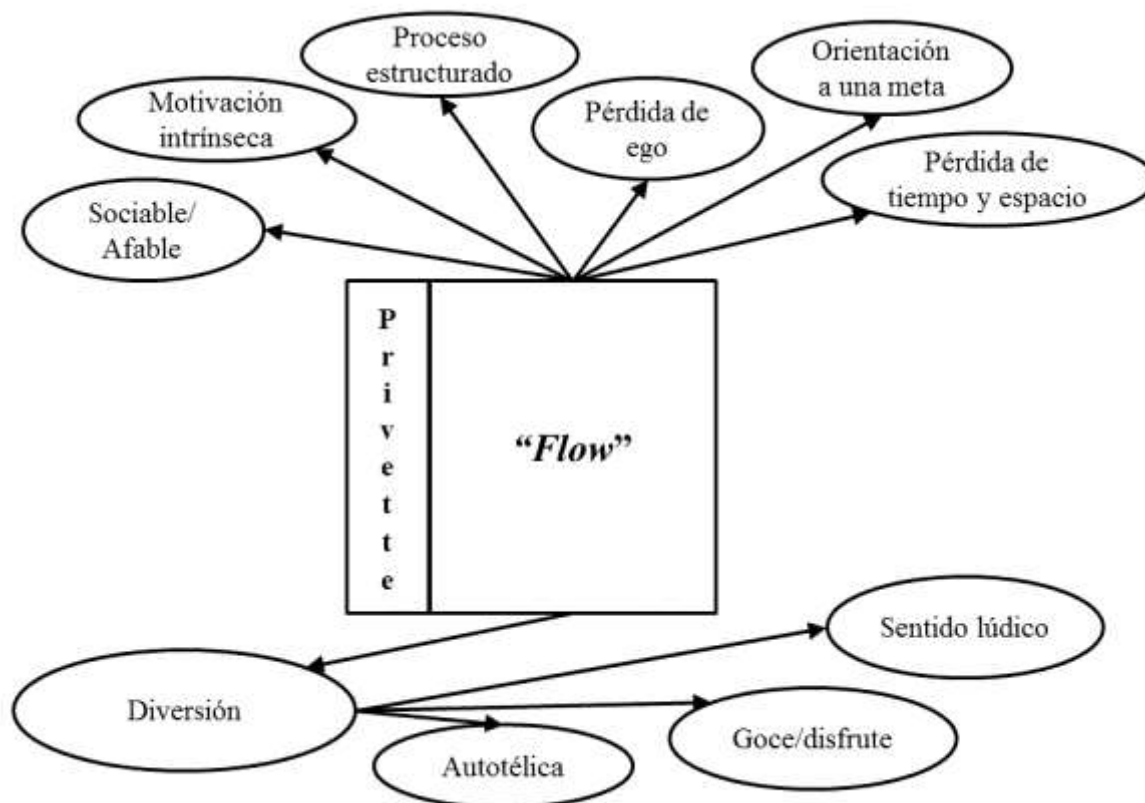 Proceso
estructurado
Orientación
a una meta
Motivación
intrínseca
Pérdida de
ego
Pérdida de
tiempo y espacio
Sociable/
Afable
Privette
“Flow”
Sentido lúdico
Diversión
Goce/disfrute
Autotélica